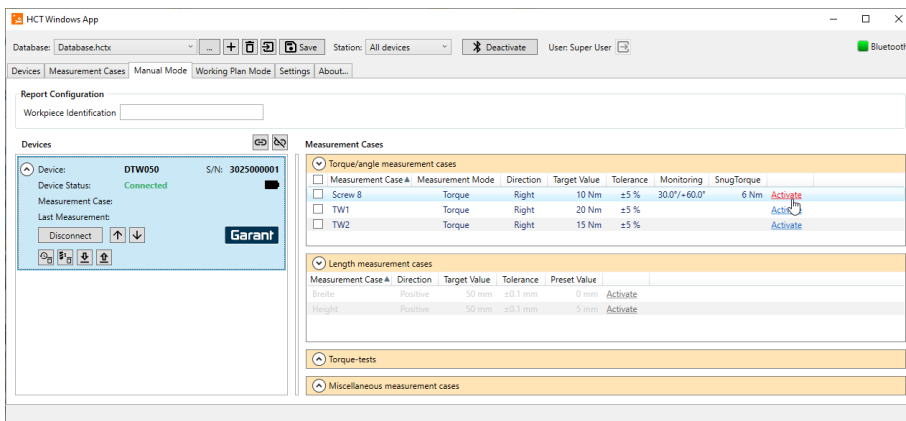 HCT Windows App
Database: Database.hctx ... Save Station: All devices Deactivate User: Super User Bluetooth
Devices Measurement Cases Manual Mode Working Plan Mode Settings About...
Report Configuration
Workpiece Identification
Devices
Device: DTW050 S/N: 3025000001
Device Status: Connected
Measurement Case:
Last Measurement:
Disconnect Garant
Measurement Cases
Torque/angle measurement cases
Measurement Case Measurement Mode Direction Target Value Tolerance Monitoring SnugTorque
Screw 8 Torque Right 10 Nm ±5 % 30.0°/+60.0° 6 Nm Activate
TW1 Torque Right 20 Nm ±5 % Activate
TW2 Torque Right 15 Nm ±5 % Activate
Length measurement cases
Measurement Case Direction Target Value Tolerance Preset Value
Breite Positive 50 mm ±0.1 mm 0 mm Activate
Height Positive 50 mm ±0.1 mm 5 mm Activate
Torque-tests
Miscellaneous measurement cases